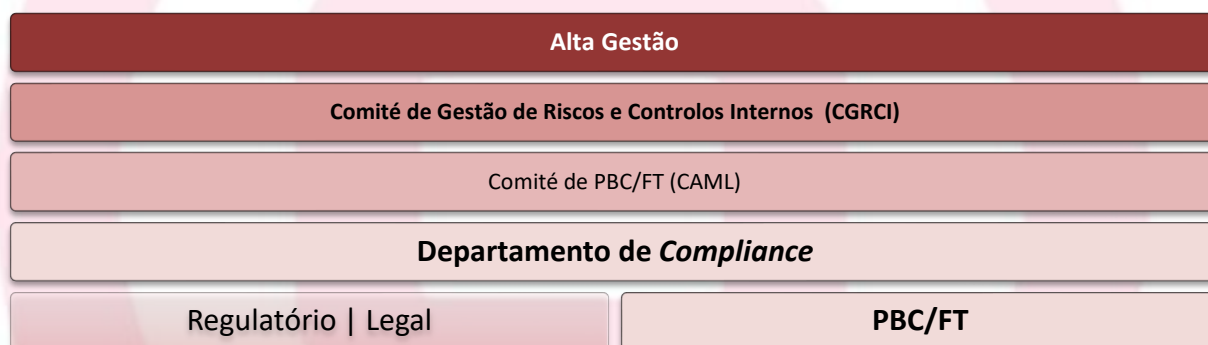 Alta Gestão
Comité de Gestão de Riscos e Controlos Internos (CGRCI)
Comité de PBC/FT (CAML)
Departamento de Compliance
Regulatório | Legal
PBC/FT